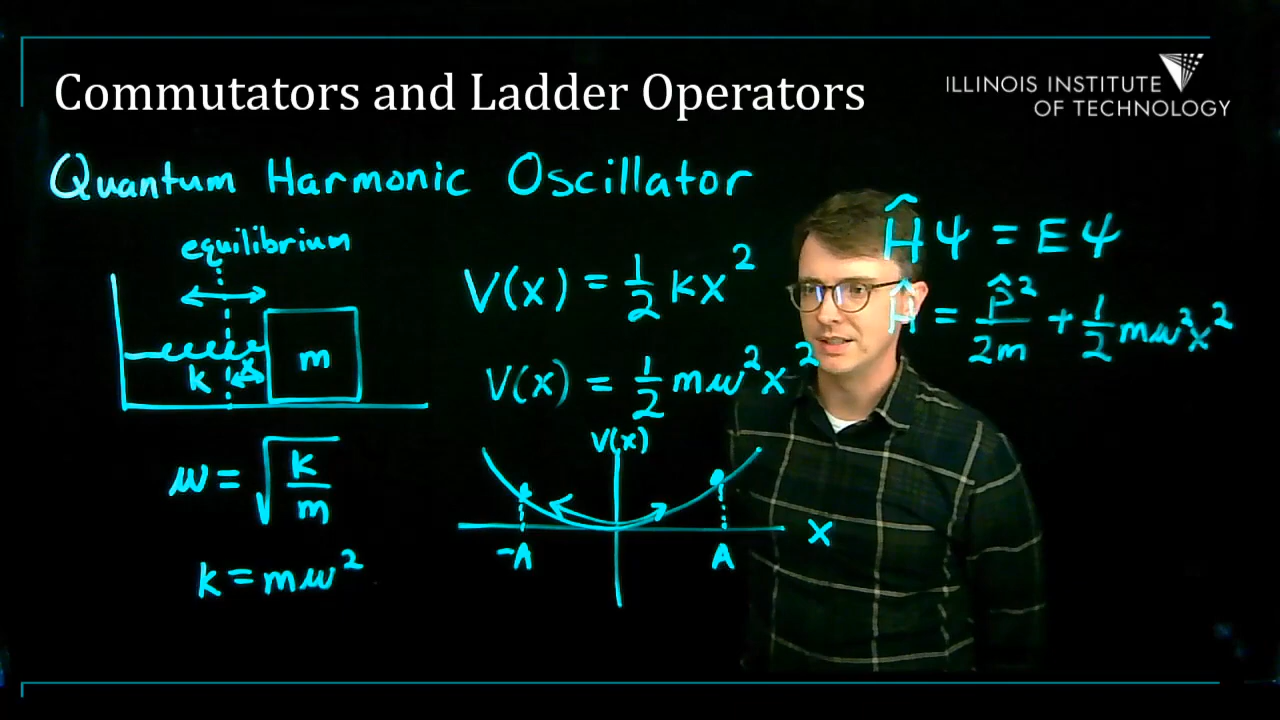 Commutators and Ladder Operators
ILLINOIS INSTITUTE
OF TECHNOLOGY
Quantum Harmonic Oscillator
equilibrium
k
x
m
ω = √(k/m)
k = mω²
V(x) = 1/2 kx²
V(x) = 1/2 mω²x²
V(x)
-A
A
x
Ĥψ = Eψ
Ĥ = p̂²/2m + 1/2 mω²x²